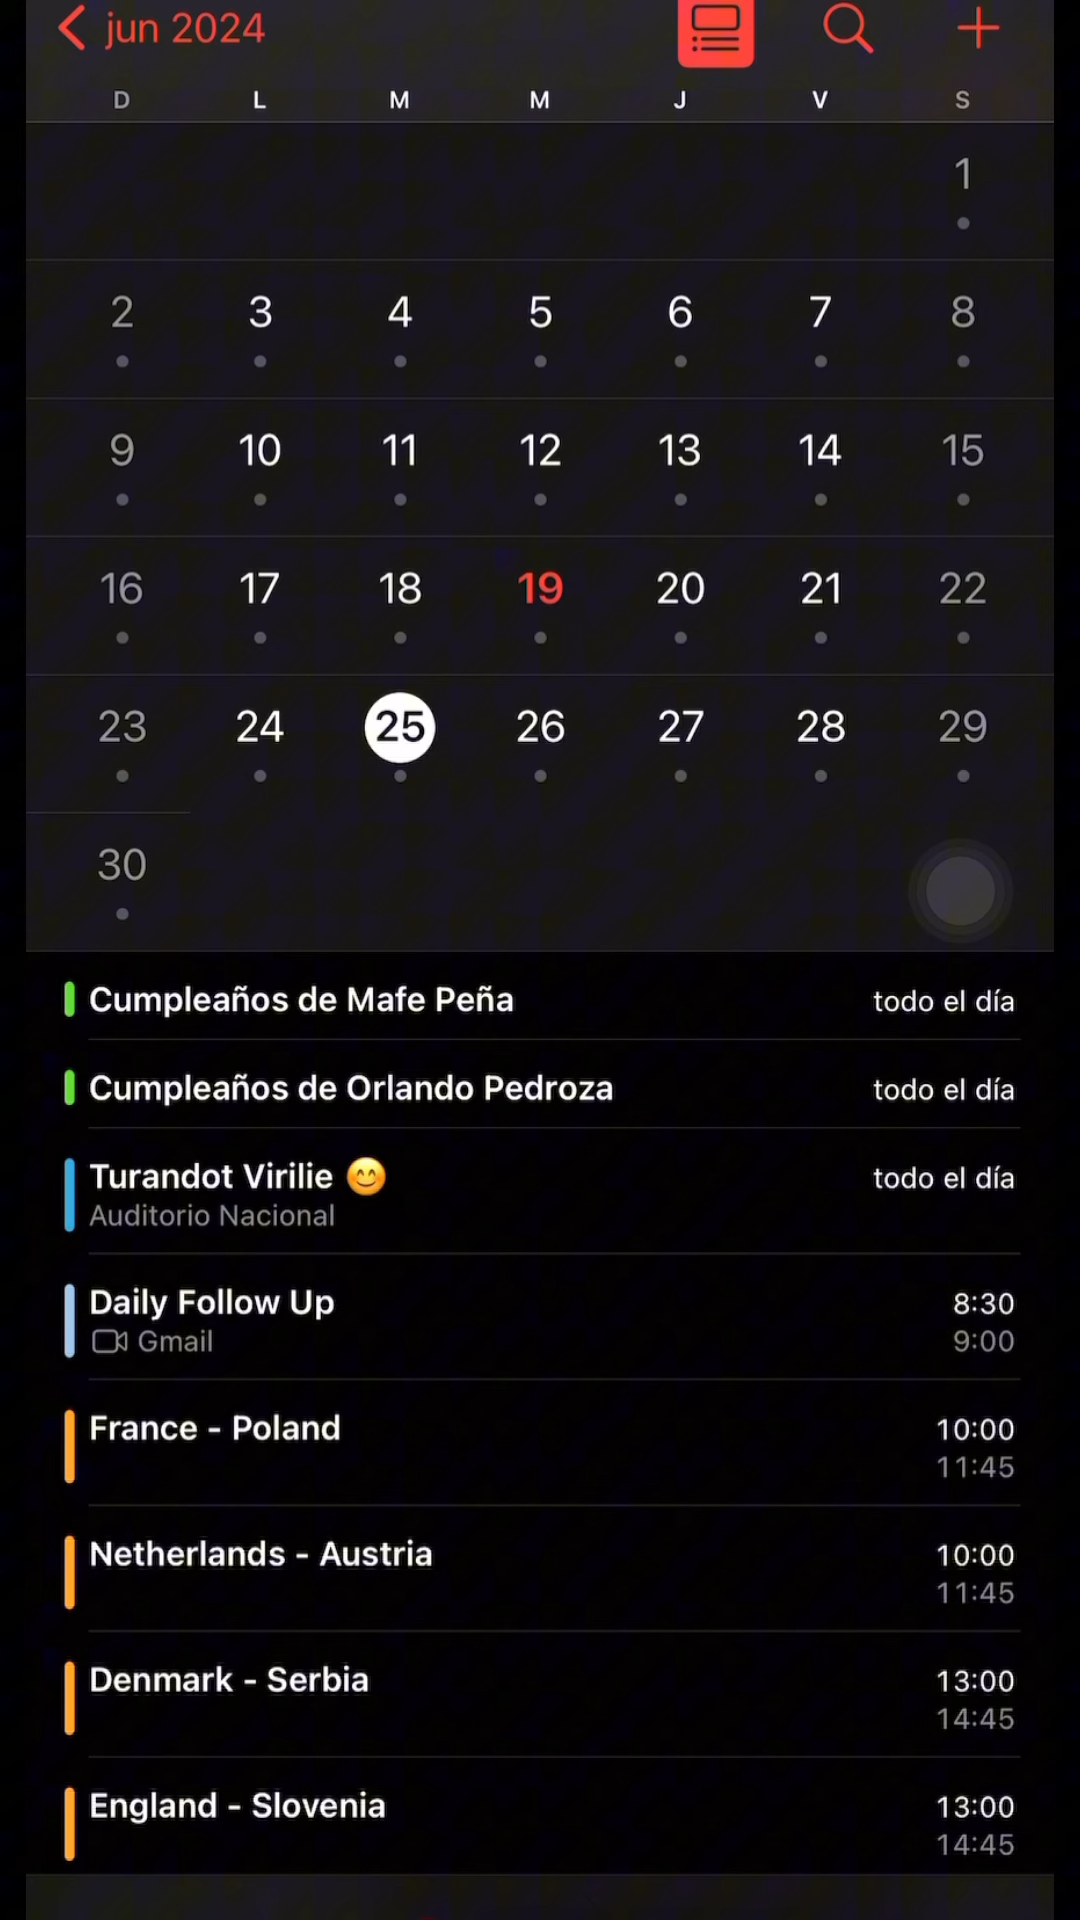 jun 2024
D L M M J V S
1
2 3 4 5 6 7 8
9 10 11 12 13 14 15
16 17 18 19 20 21 22
23 24 25 26 27 28 29
30
Cumpleaños de Mafe Peña todo el día
Cumpleaños de Orlando Pedroza todo el día
Turandot Virilie 😊 todo el día
Auditorio Nacional
Daily Follow Up 8:30
Gmail 9:00
France - Poland 10:00
11:45
Netherlands - Austria 10:00
11:45
Denmark - Serbia 13:00
14:45
England - Slovenia 13:00
14:45